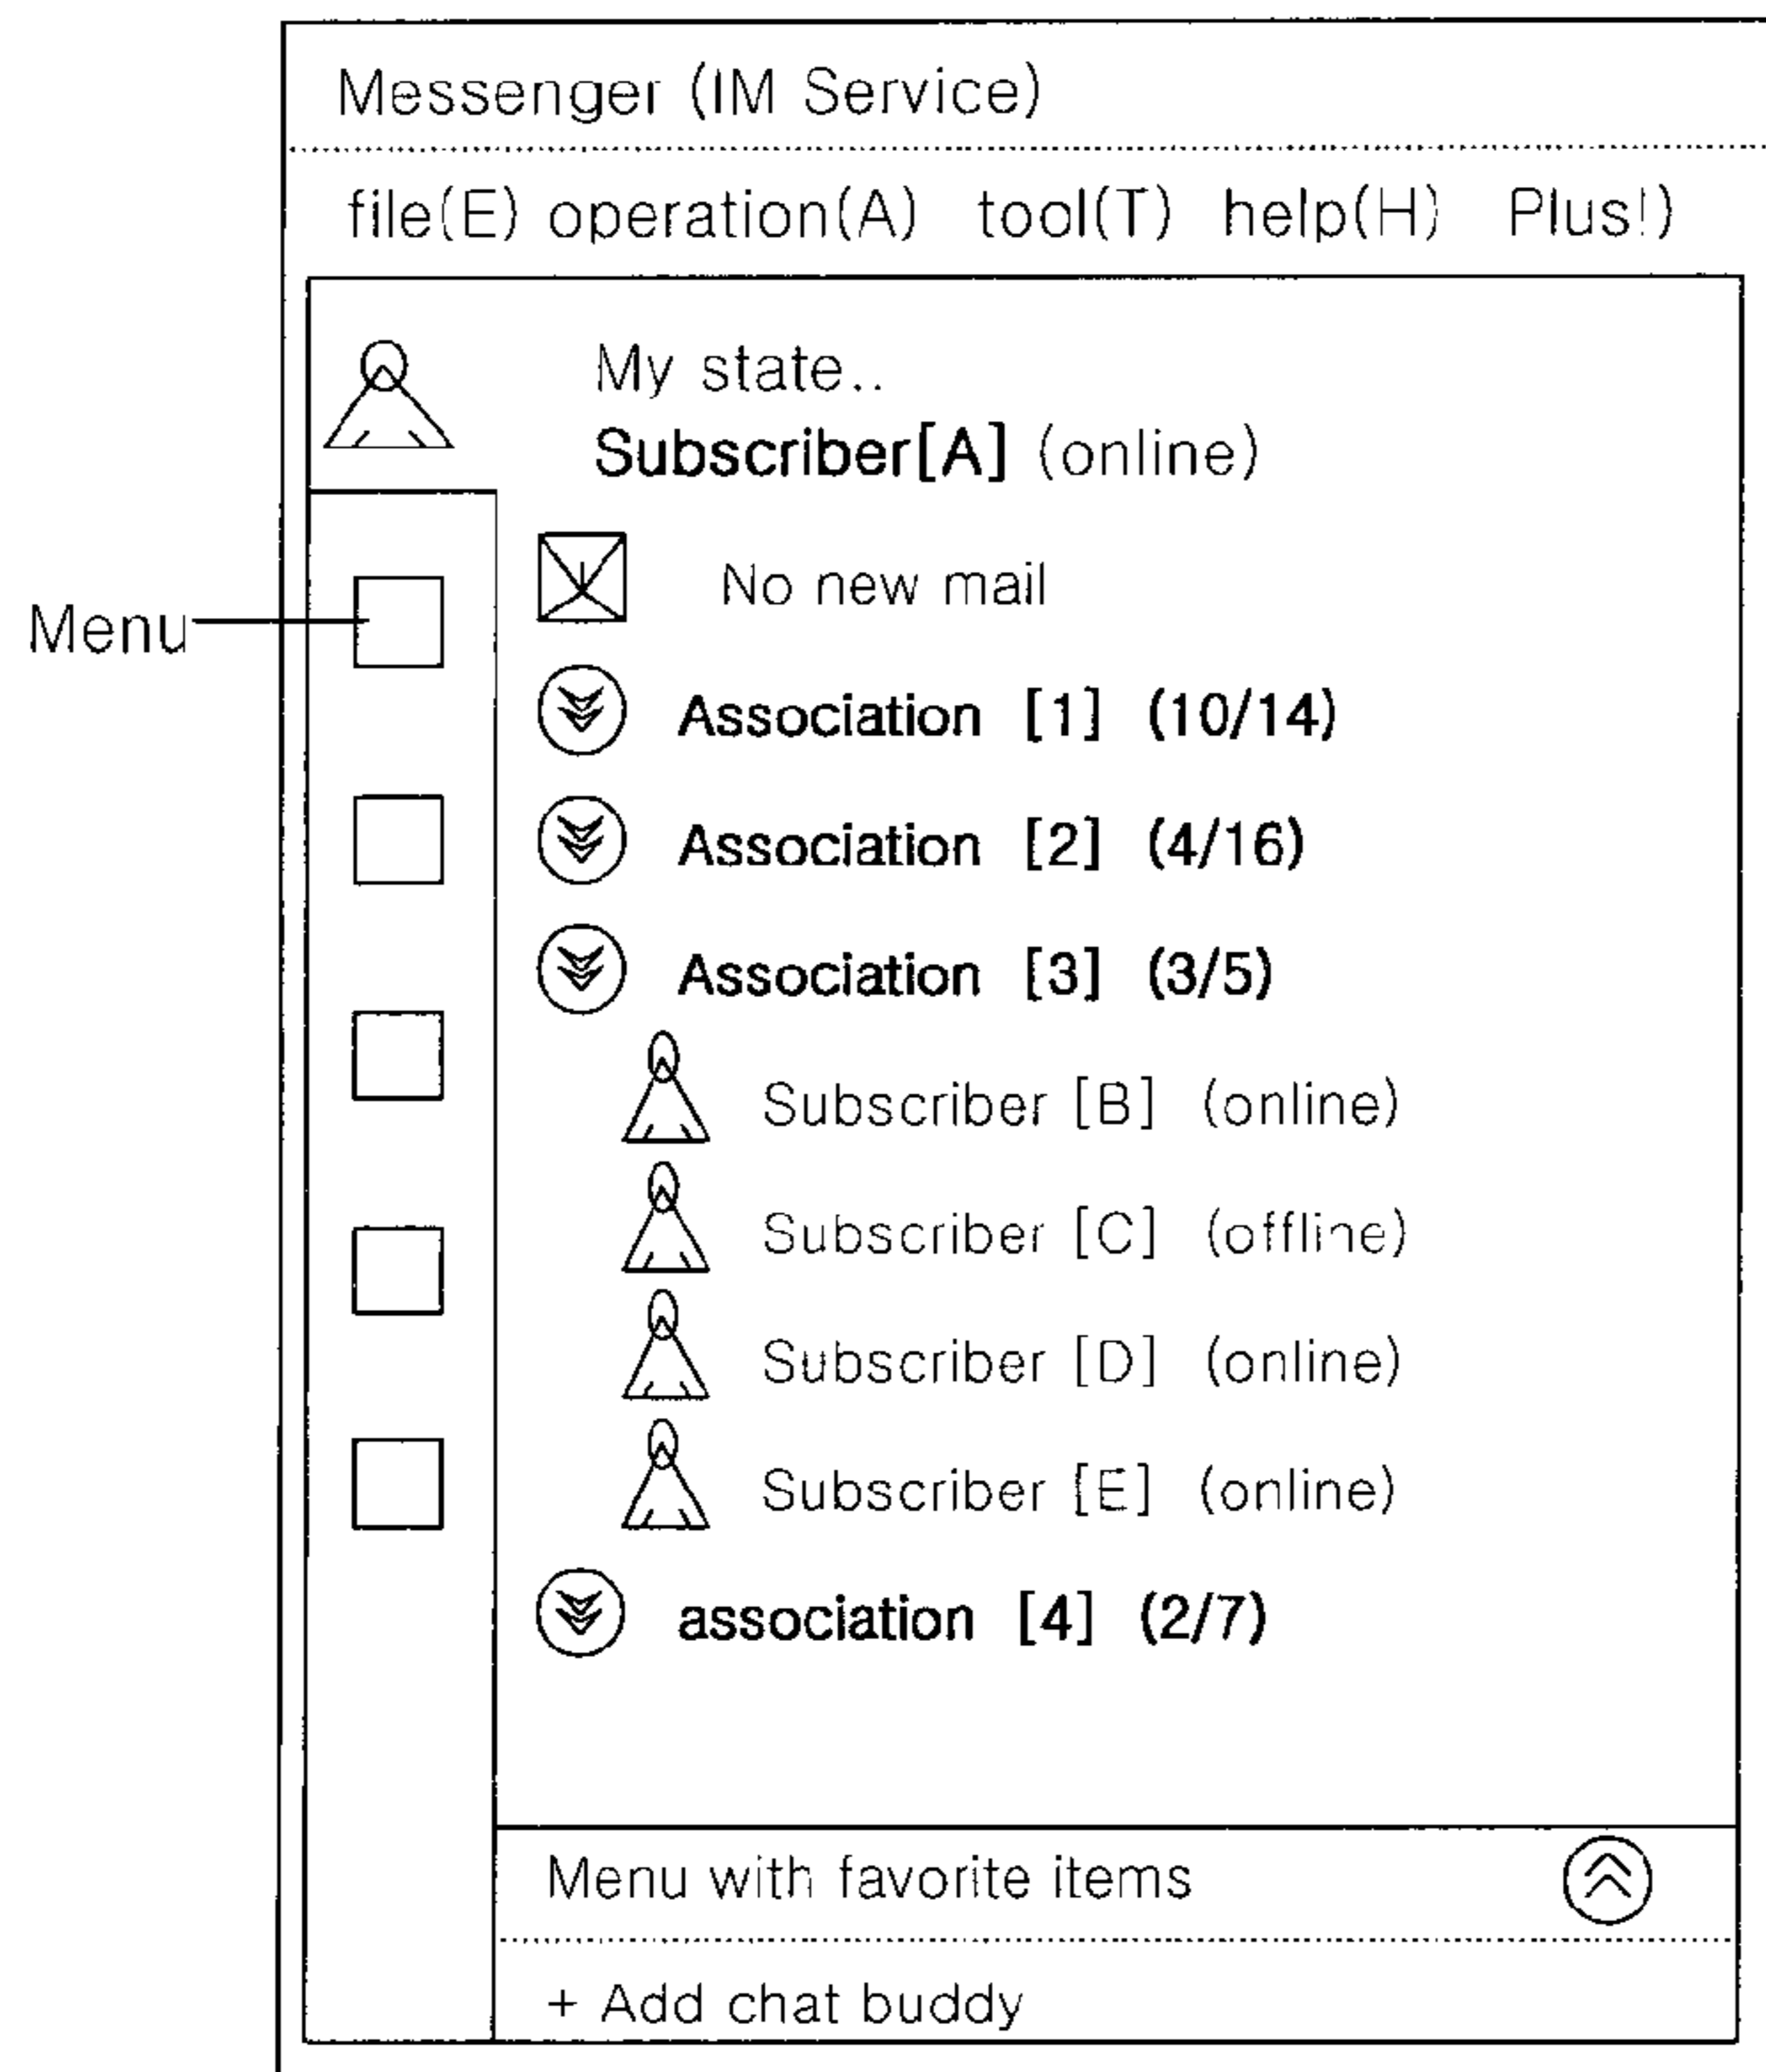 Messenger (IM Service)
file(E) operation(A) tool(T) help(H) Plus!)
My state..
Subscriber[A] (online)
No new mail
Menu
Association [1] (10/14)
Association [2] (4/16)
Association [3] (3/5)
Subscriber [B] (online)
Subscriber [C] (offline)
Subscriber [D] (online)
Subscriber [E] (online)
association [4] (2/7)
Menu with favorite items
+ Add chat buddy